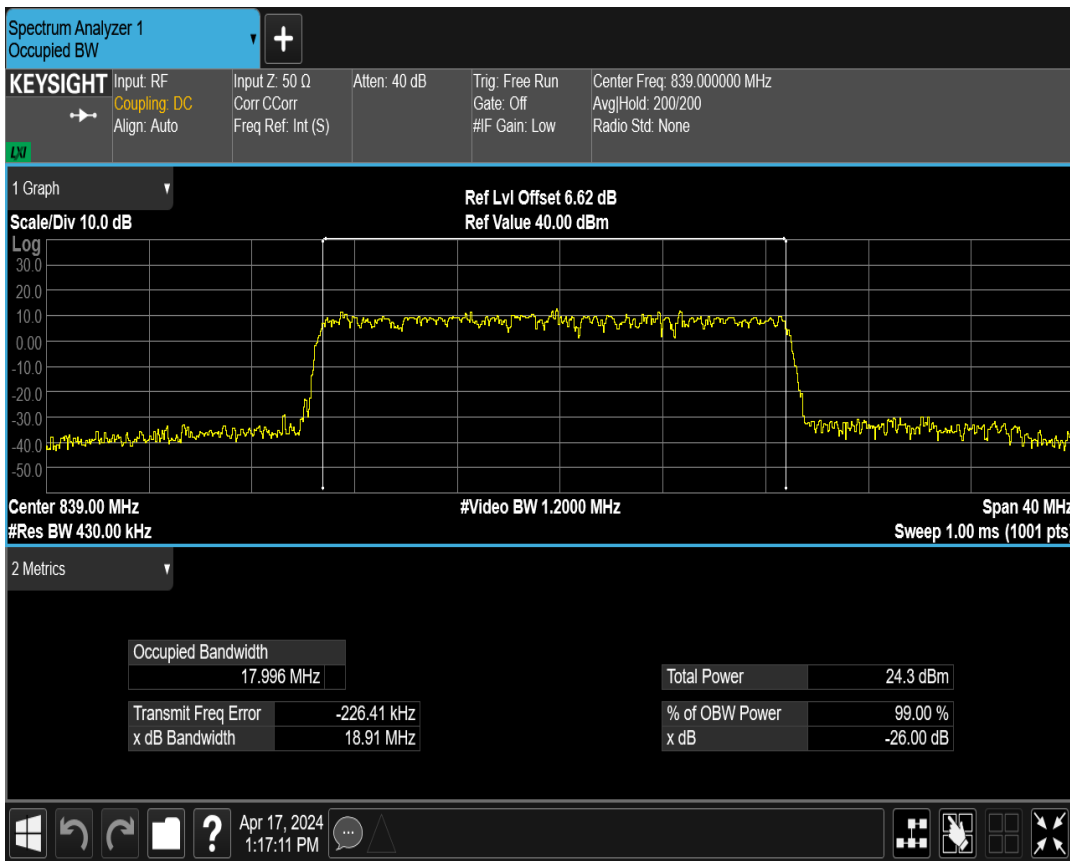 Spectrum Analyzer 1
Occupied BW
+
KEYSIGHT
LXI
Input: RF
Coupling: DC
Align: Auto
Input Z: 50 Ω
Corr CCorr
Freq Ref: Int (S)
Atten: 40 dB
Trig: Free Run
Gate: Off
#IF Gain: Low
Center Freq: 839.000000 MHz
Avg|Hold: 200/200
Radio Std: None
1 Graph
Scale/Div 10.0 dB
Ref Lvl Offset 6.62 dB
Ref Value 40.00 dBm
Log
30.0
20.0
10.0
0.00
-10.0
-20.0
-30.0
-40.0
-50.0
Center 839.00 MHz
#Res BW 430.00 kHz
#Video BW 1.2000 MHz
Span 40 MHz
Sweep 1.00 ms (1001 pts)
2 Metrics
Occupied Bandwidth
17.996 MHz
Transmit Freq Error -226.41 kHz
x dB Bandwidth 18.91 MHz
Total Power 24.3 dBm
% of OBW Power 99.00 %
x dB -26.00 dB
?
Apr 17, 2024
1:17:11 PM